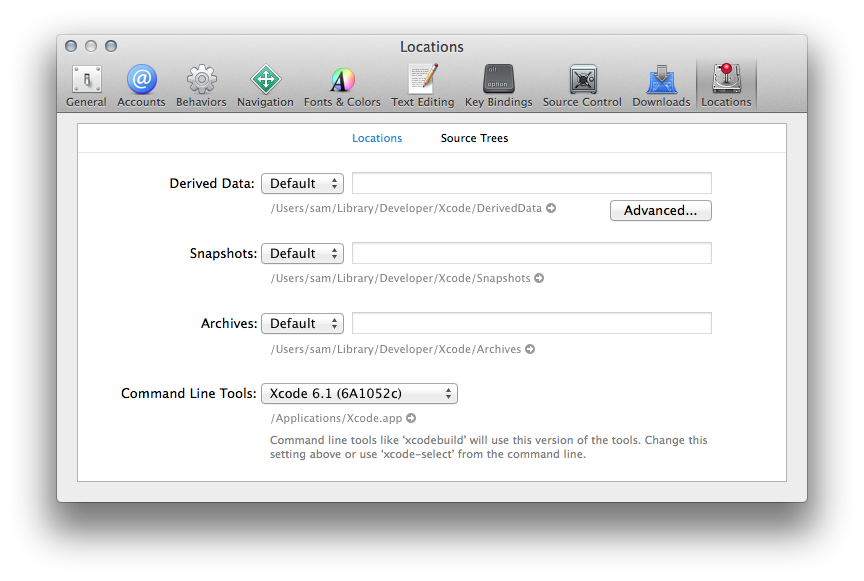 Locations
General Accounts Behaviors Navigation Fonts & Colors Text Editing Key Bindings Source Control Downloads Locations
Locations Source Trees
Derived Data: Default
/Users/sam/Library/Developer/Xcode/DerivedData
Advanced...
Snapshots: Default
/Users/sam/Library/Developer/Xcode/Snapshots
Archives: Default
/Users/sam/Library/Developer/Xcode/Archives
Command Line Tools: Xcode 6.1 (6A1052c)
/Applications/Xcode.app
Command line tools like ‘xcodebuild’ will use this version of the tools. Change this
setting above or use ‘xcode-select’ from the command line.